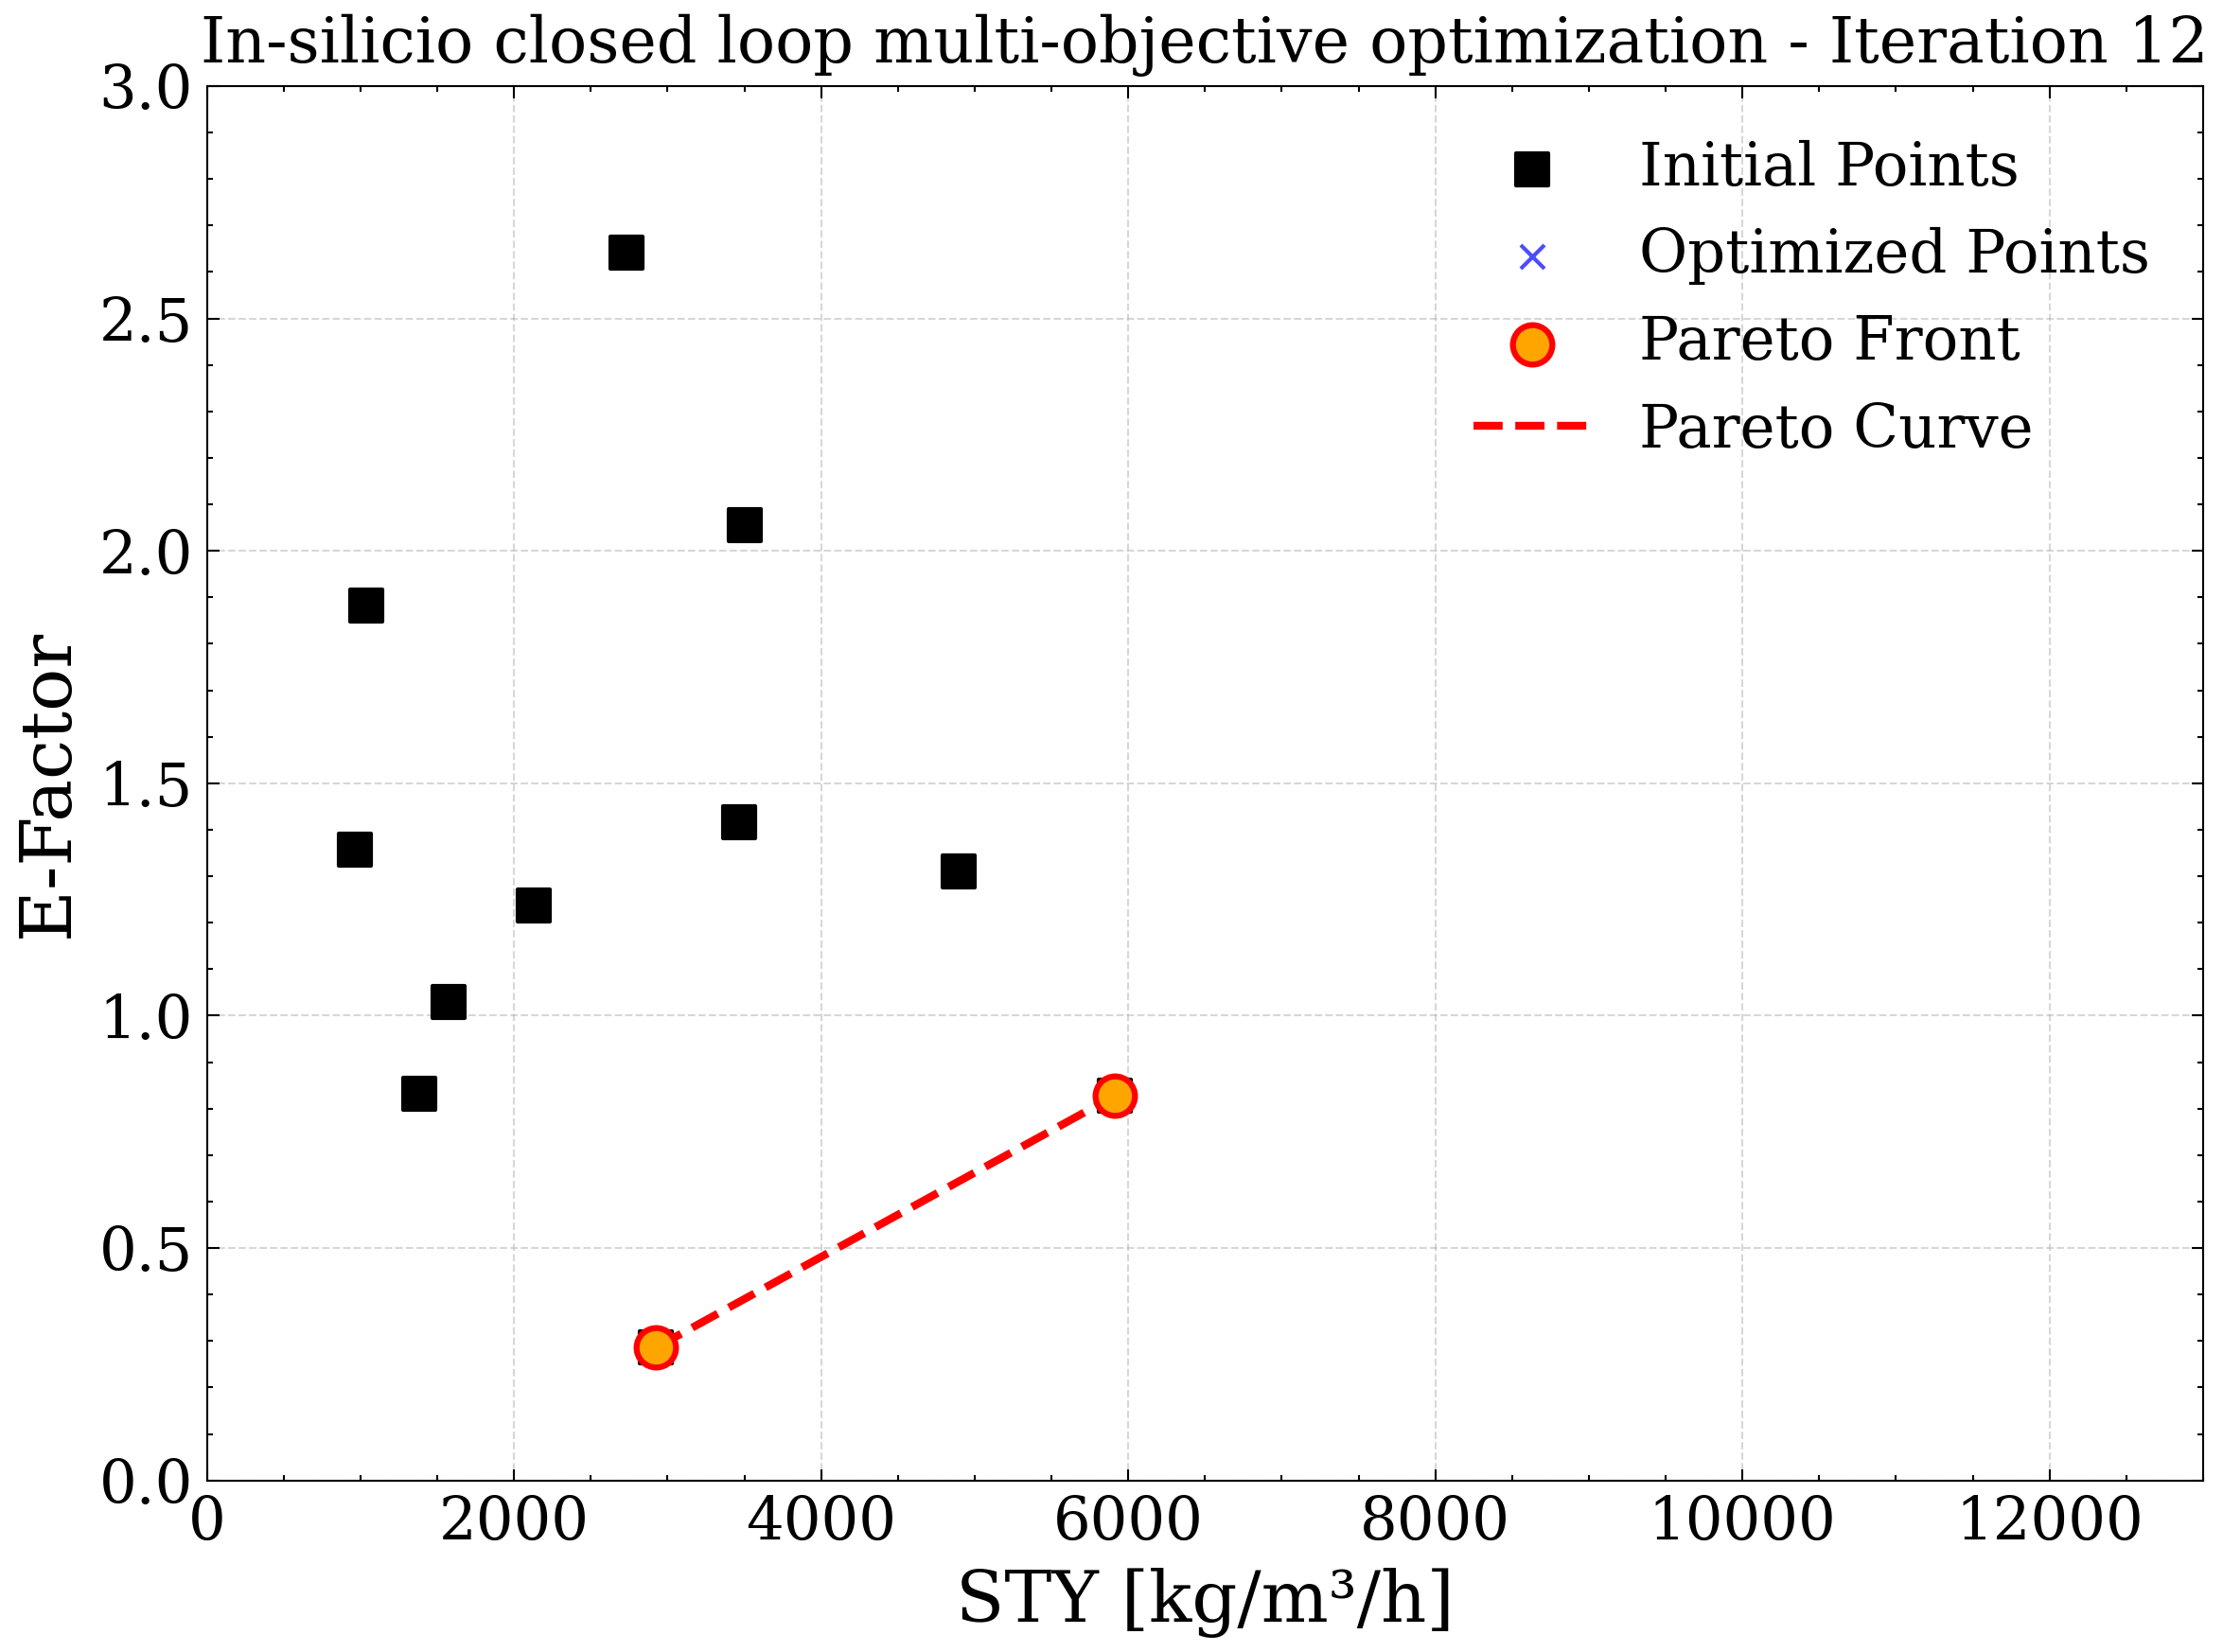 In-silicio closed loop multi-objective optimization - Iteration 12
3.0
2.5
2.0
1.5
1.0
0.5
0.0
E-Factor
Initial Points
Optimized Points
Pareto Front
Pareto Curve
0 2000 4000 6000 8000 10000 12000
STY [kg/m³/h]